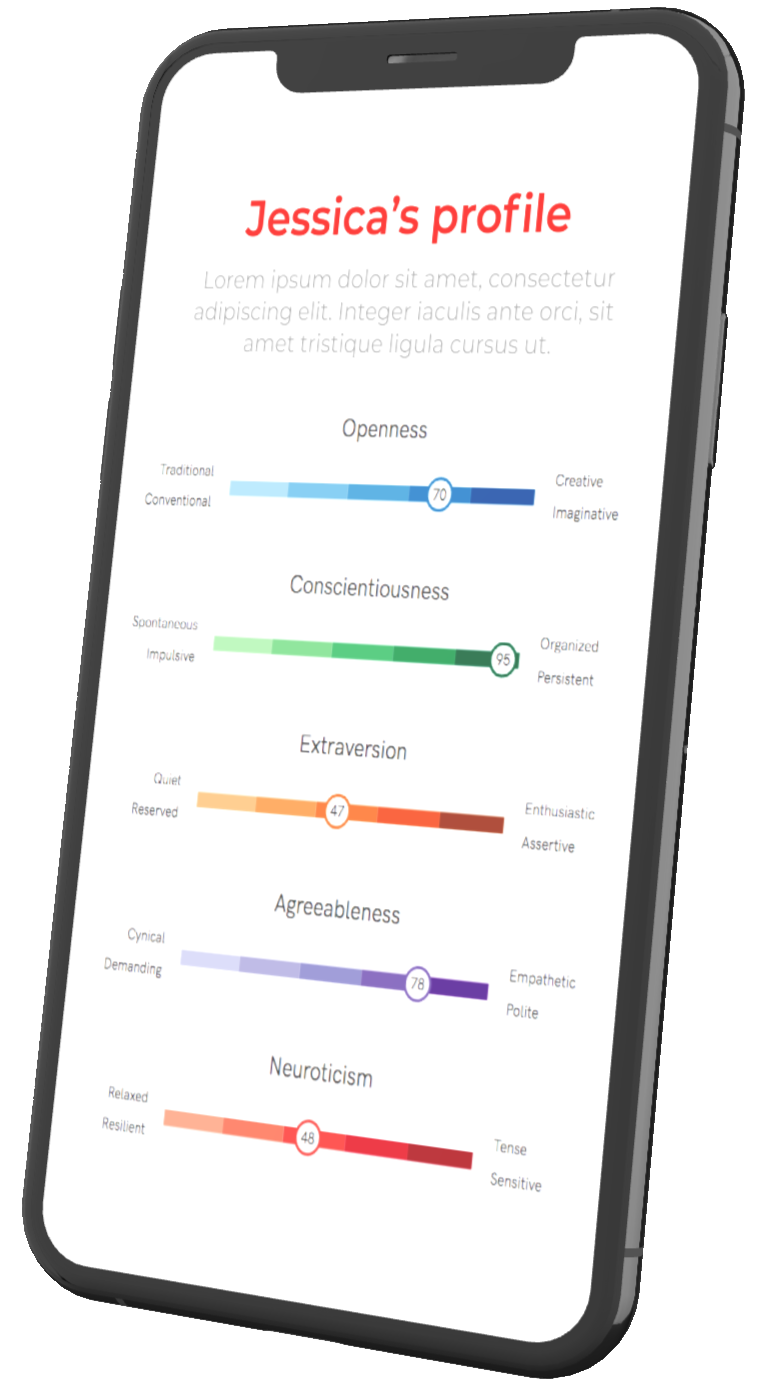 Jessica’s profile
Lorem ipsum dolor sit amet, consectetur
adipiscing elit. Integer iaculis ante orci, sit
amet tristique ligula cursus ut.
Openness
Traditional
Conventional
70
Creative
Imaginative
Conscientiousness
Spontaneous
Impulsive
95
Organized
Persistent
Extraversion
Quiet
Reserved
47
Enthusiastic
Assertive
Agreeableness
Cynical
Demanding
78
Empathetic
Polite
Neuroticism
Relaxed
Resilient
48
Tense
Sensitive